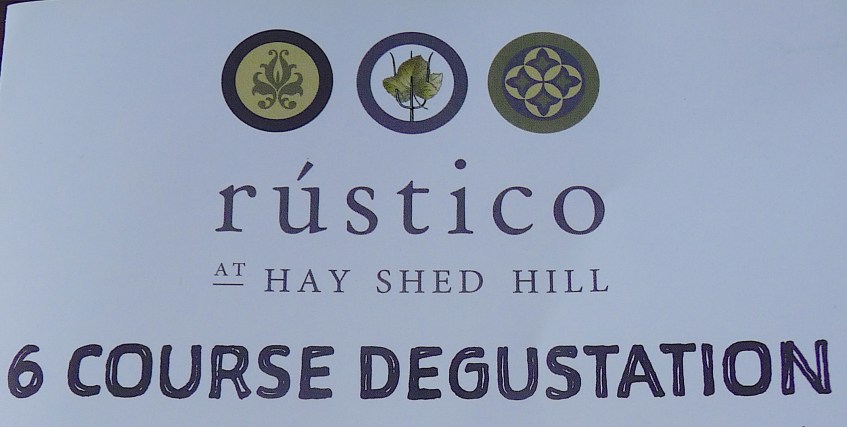 rústico
AT HAY SHED HILL
6 COURSE DEGUSTATION